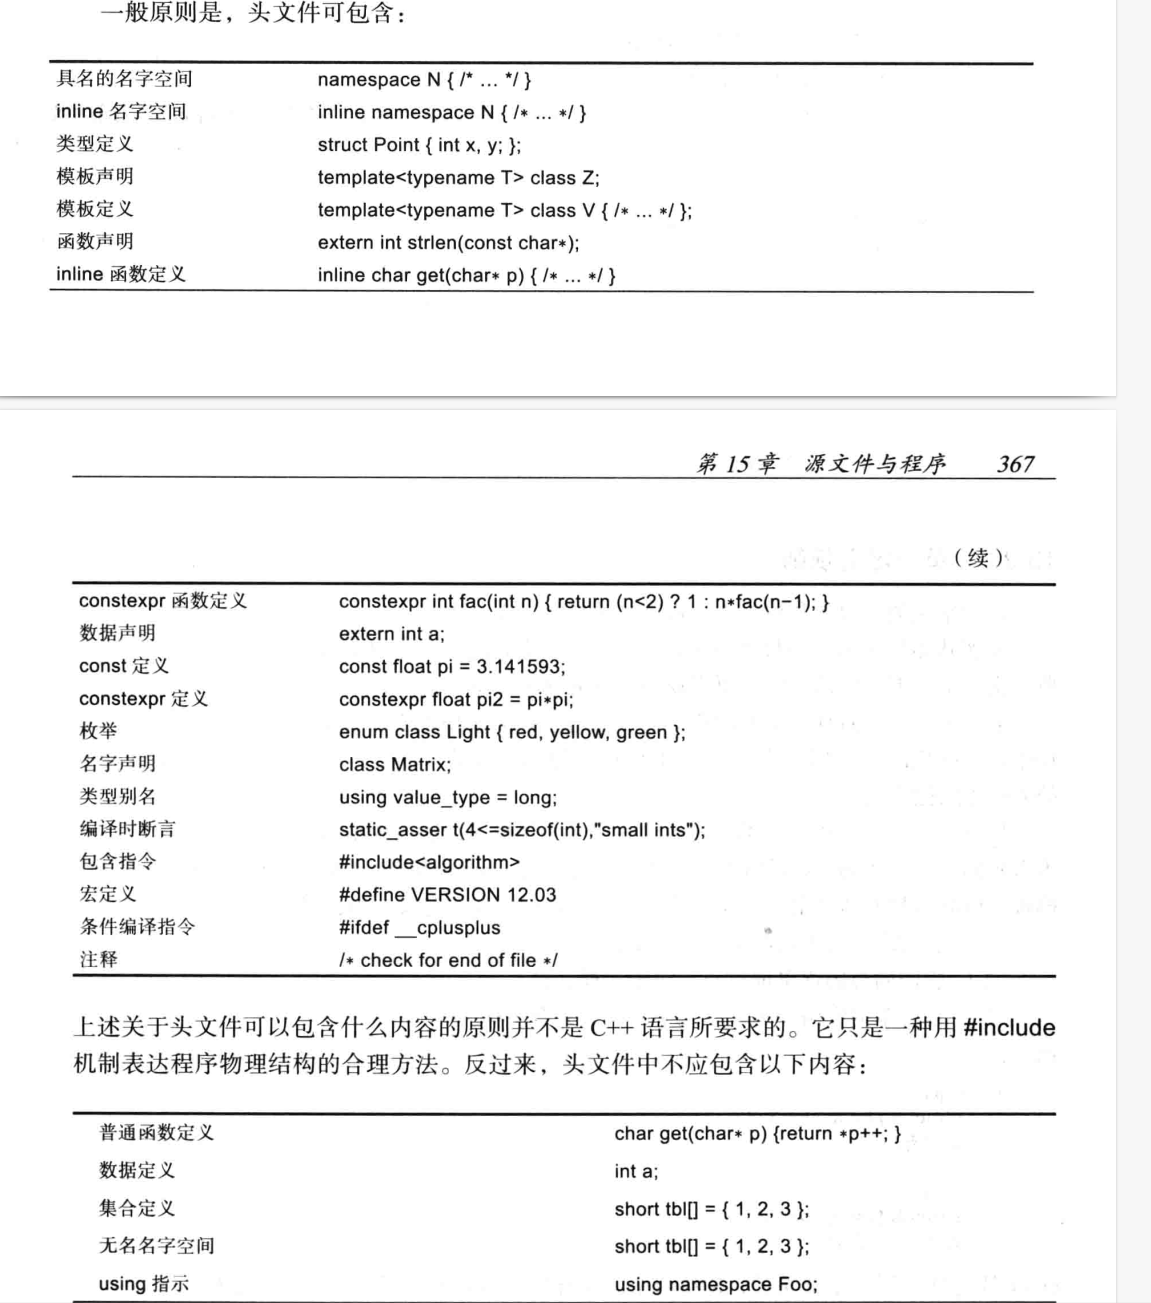 一般原则是，头文件可包含：
具名的名字空间 namespace N { /* ... */ }
inline 名字空间 inline namespace N { /* ... */ }
类型定义 struct Point { int x, y; };
模板声明 template<typename T> class Z;
模板定义 template<typename T> class V { /* ... */ };
函数声明 extern int strlen(const char*);
inline 函数定义 inline char get(char* p) { /* ... */ }
第 15 章 源文件与程序 367
（续）
constexpr 函数定义 constexpr int fac(int n) { return (n<2) ? 1 : n*fac(n−1); }
数据声明 extern int a;
const 定义 const float pi = 3.141593;
constexpr 定义 constexpr float pi2 = pi*pi;
枚举 enum class Light { red, yellow, green };
名字声明 class Matrix;
类型别名 using value_type = long;
编译时断言 static_asser t(4<=sizeof(int),"small ints");
包含指令 #include<algorithm>
宏定义 #define VERSION 12.03
条件编译指令 #ifdef __cplusplus
注释 /* check for end of file */
上述关于头文件可以包含什么内容的原则并不是 C++ 语言所要求的。它只是一种用 #include
机制表达程序物理结构的合理方法。反过来，头文件中不应包含以下内容：
普通函数定义 char get(char* p) {return *p++; }
数据定义 int a;
集合定义 short tbl[] = { 1, 2, 3 };
无名名字空间 short tbl[] = { 1, 2, 3 };
using 指示 using namespace Foo;